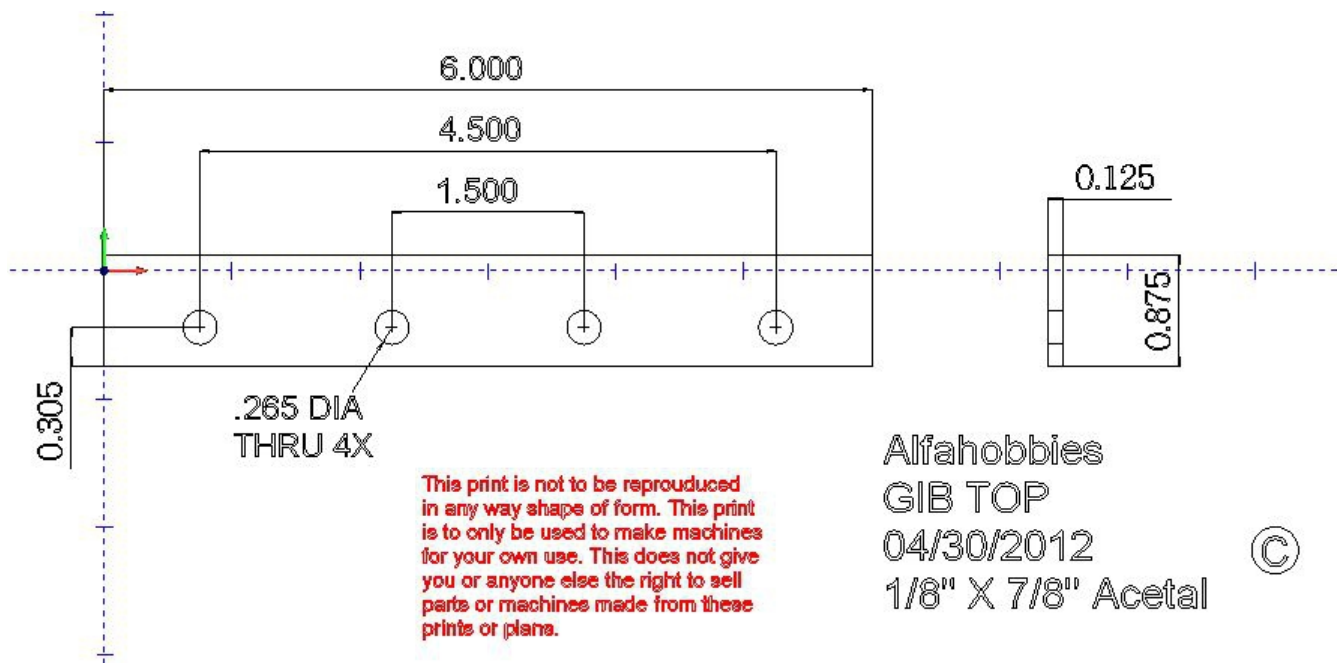 6.000
4.500
1.500
0.125
0.875
0.305
.265 DIA
THRU 4X
This print is not to be reprouduced
in any way shape of form. This print
is to only be used to make machines
for your own use. This does not give
you or anyone else the right to sell
parts or machines made from these
prints or plans.
Alfahobbies
GIB TOP
04/30/2012
1/8" X 7/8" Acetal
©